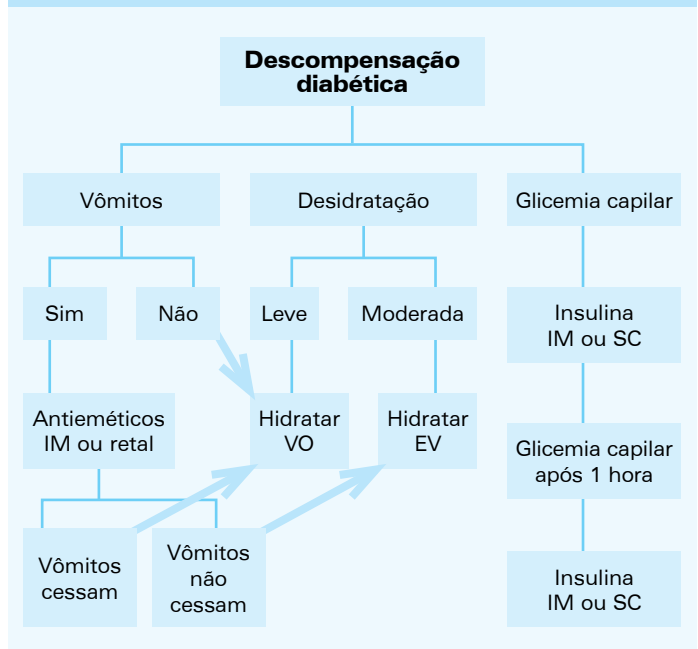 Descompensação
diabética
Vômitos
Desidratação
Glicemia capilar
Sim
Não
Leve
Moderada
Insulina
IM ou SC
Antieméticos
IM ou retal
Hidratar
VO
Hidratar
EV
Glicemia capilar
após 1 hora
Vômitos
cessam
Vômitos
não
cessam
Insulina
IM ou SC